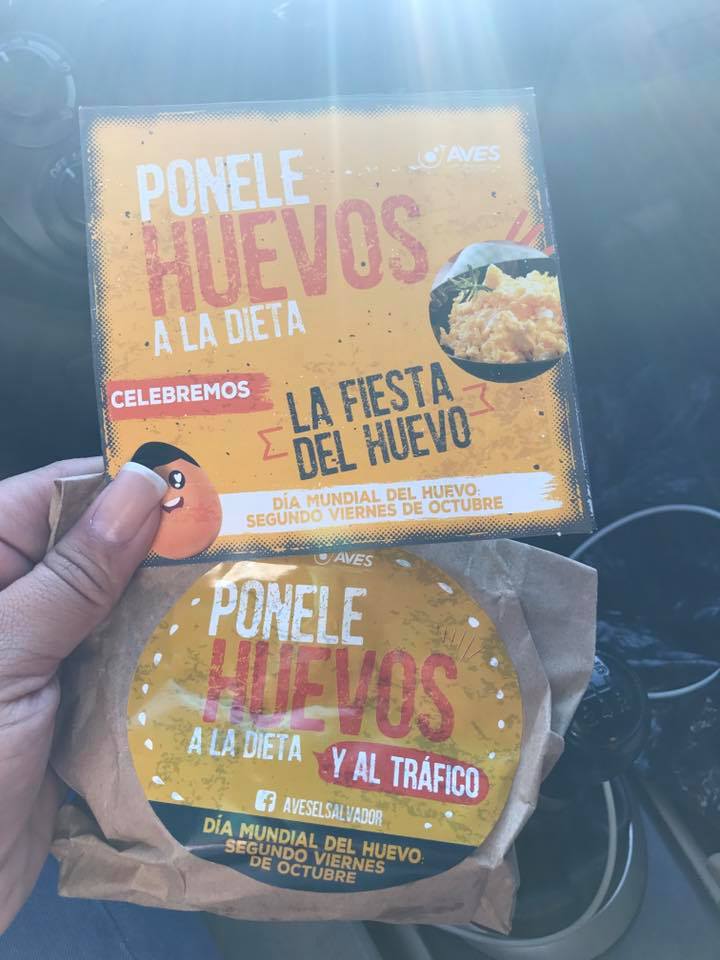 AVES
PONELE
HUEVOS
A LA DIETA
CELEBREMOS
LA FIESTA
DEL HUEVO
DÍA MUNDIAL DEL HUEVO:
SEGUNDO VIERNES DE OCTUBRE
AVES
PONELE
HUEVOS
A LA DIETA
Y AL TRÁFICO
AVESELSALVADOR
DÍA MUNDIAL DEL HUEVO:
SEGUNDO VIERNES
DE OCTUBRE